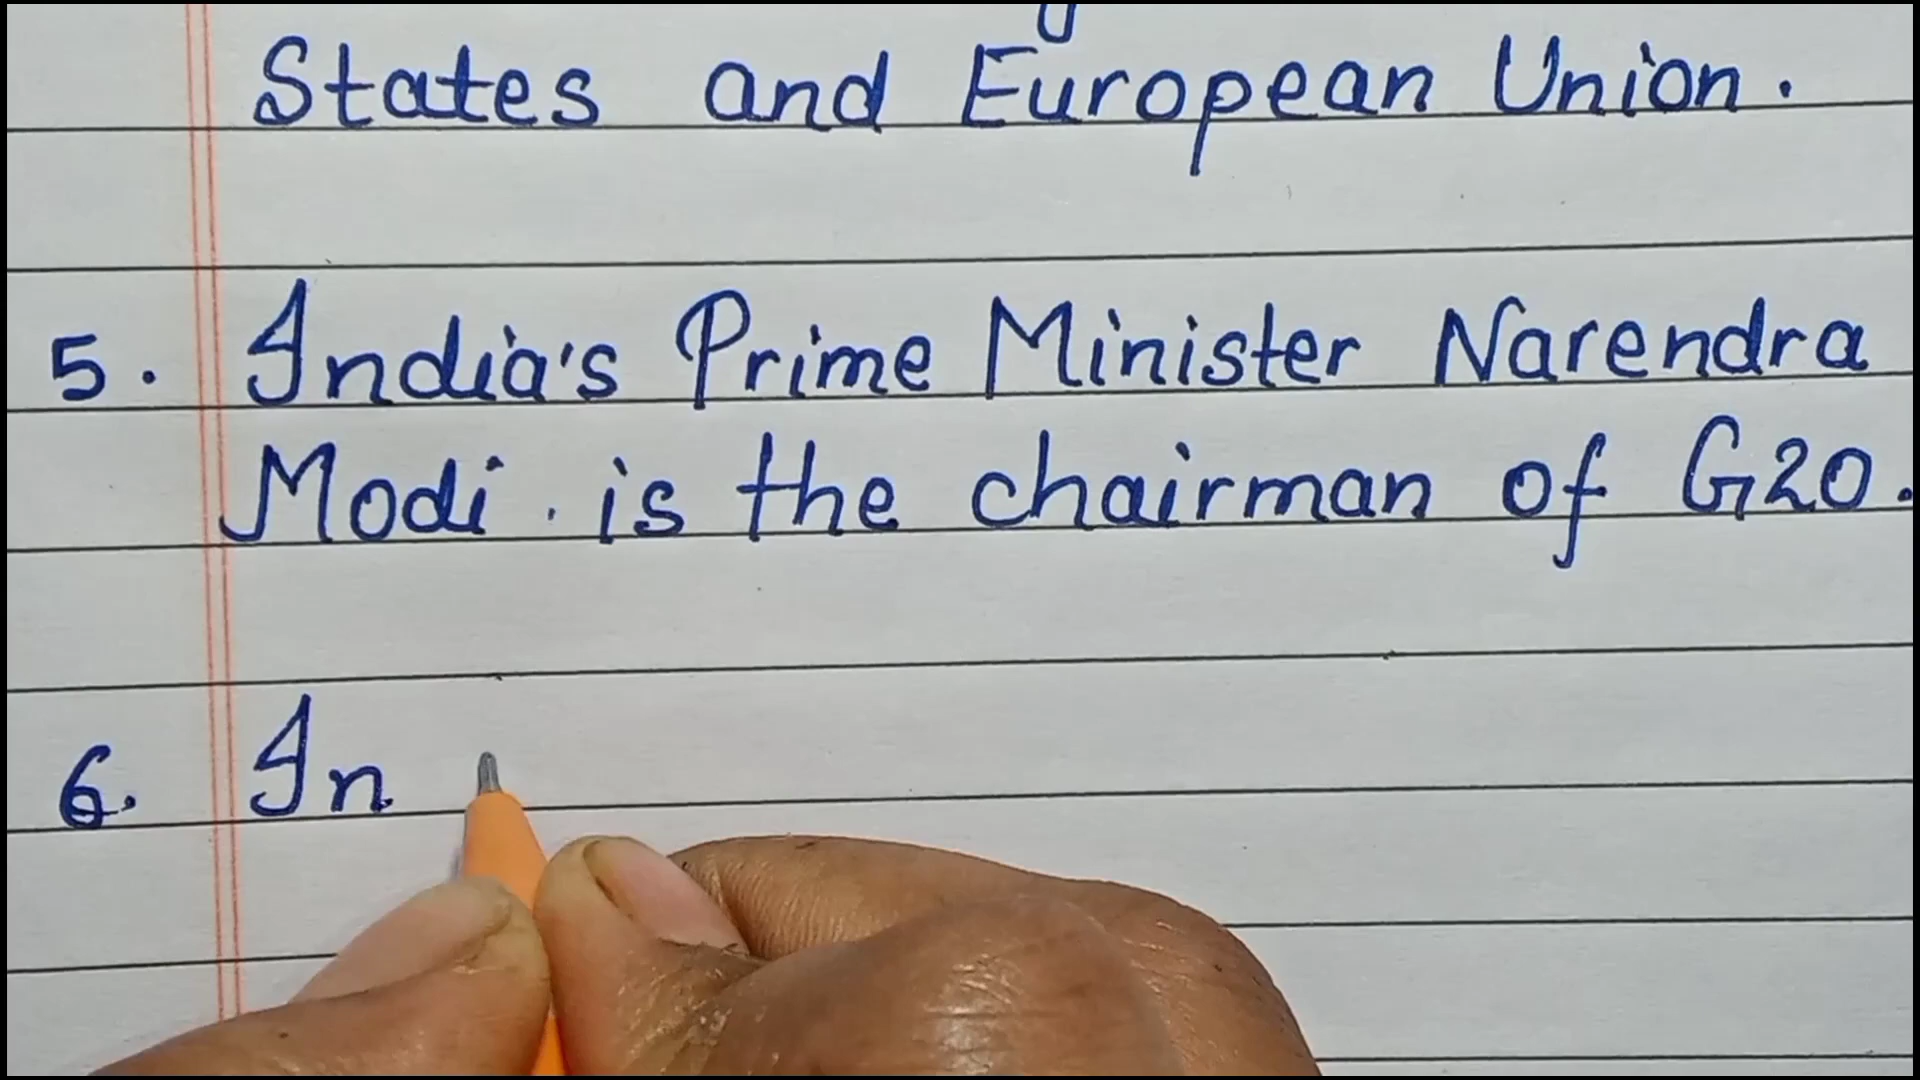 States and European Union.
5. India's Prime Minister Narendra
Modi. is the chairman of G20.
6. In